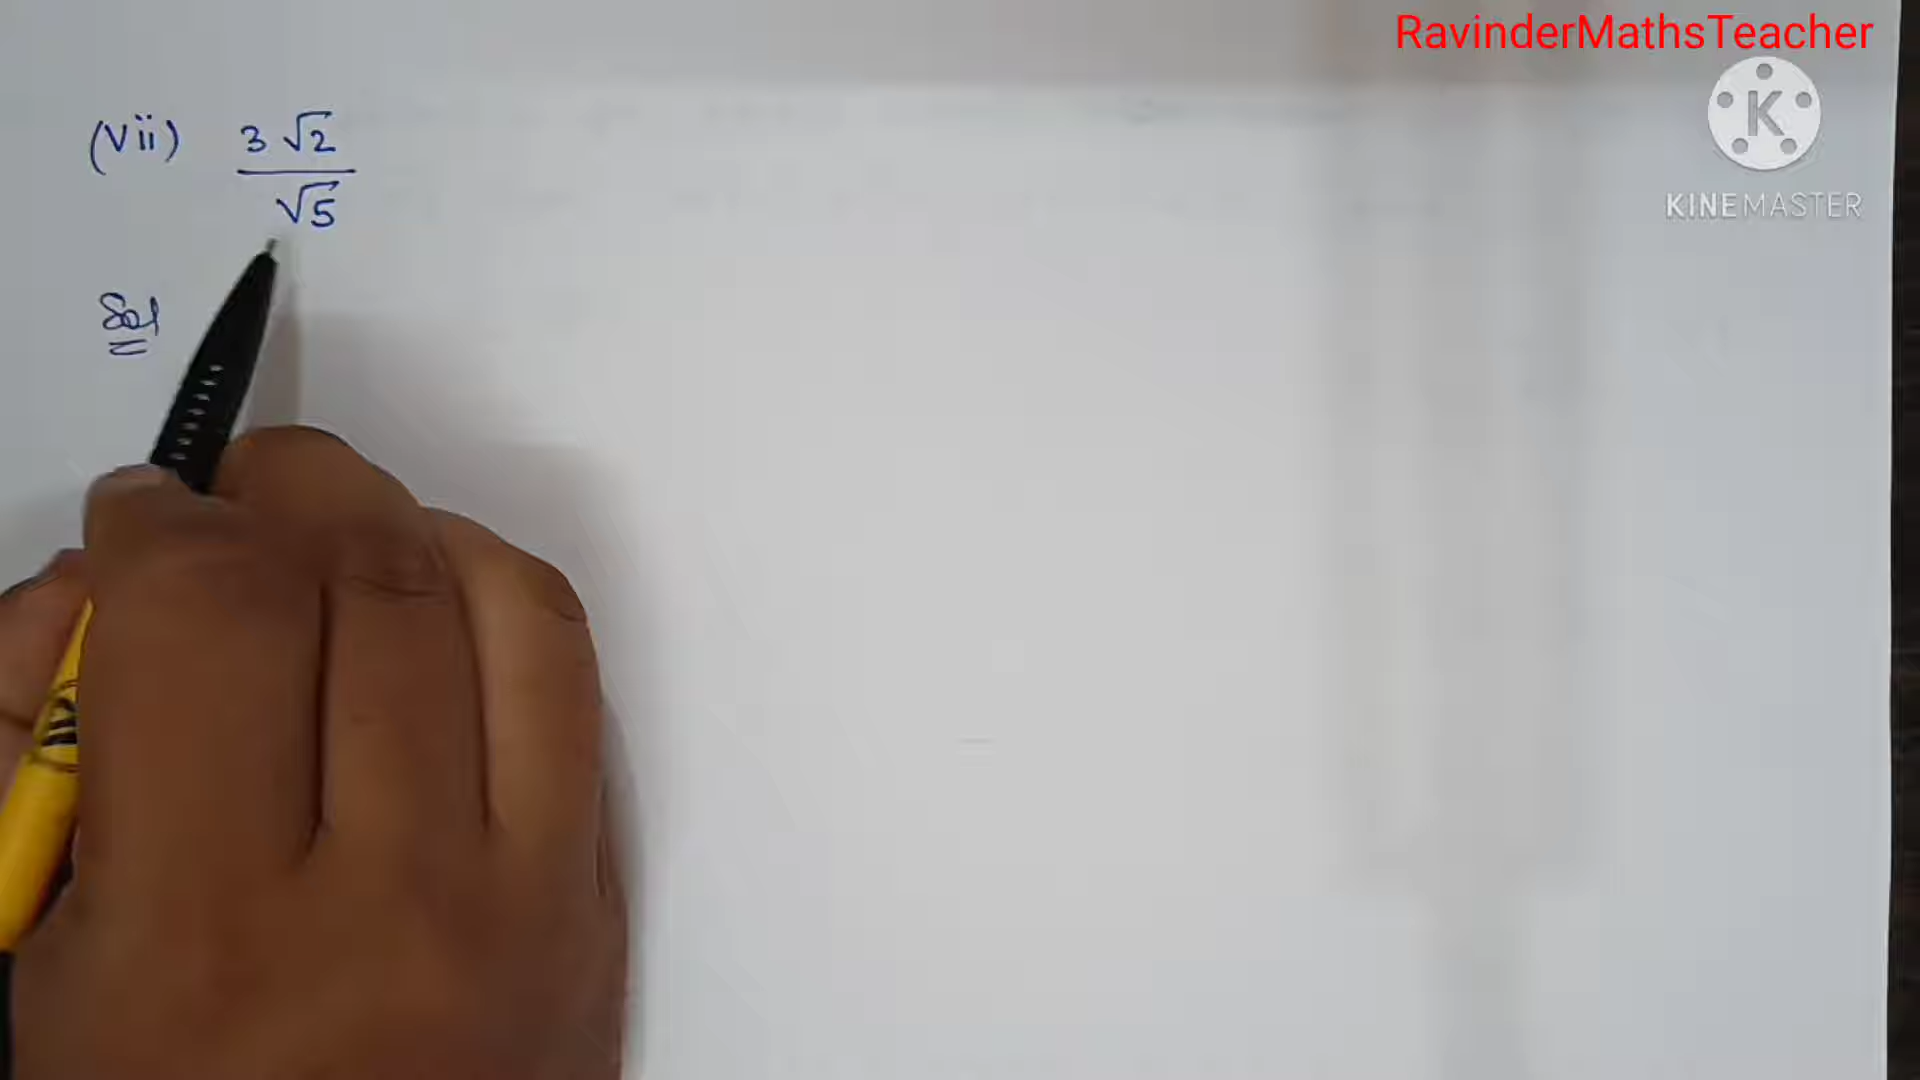 RavinderMathsTeacher
K
KINEMASTER
(vii) 3√2
√5
Sol